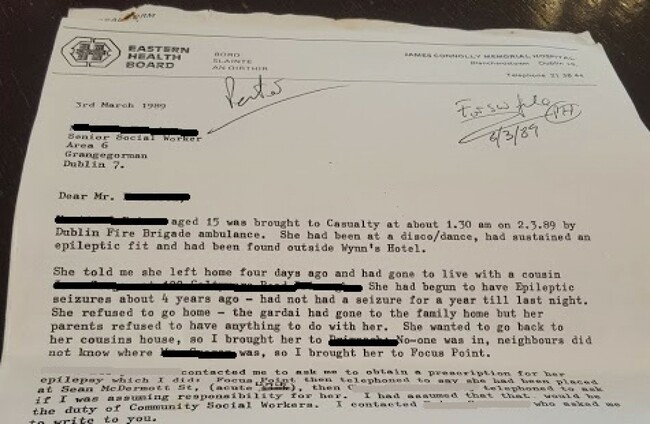 EASTERN
HEALTH
BOARD
BORD
SLAINTE
AN OIRTHIR
JAMES CONNOLLY MEMORIAL HOSPITAL
Blanchardstown Dublin 15.
Telephone
3rd March 1989
6/3/89
Senior Social Worker
Area 6
Grangegorman
Dublin 7.
Dear Mr.
aged 15 was brought to Casualty at about 1.30 am on 2.3.89 by
Dublin Fire Brigade ambulance. She had been at a disco/dance, had sustained an
epileptic fit and had been found outside Wynn's Hotel.
She told me she left home four days ago and had gone to live with a cousin
She had begun to have Epileptic
seizures about 4 years ago - had not had a seizure for a year till last night.
She refused to go home - the gardai had gone to the family home but her
parents refused to have anything to do with her. She wanted to go back to
her cousins house, so I brought her to No-one was in, neighbours did
not know where was, so I brought her to Focus Point.
contacted me to ask me to obtain a prescription for her
epilepsy which I did. Focus Point then telephoned to say she had been placed
at Sean McDermott St. (acute then telephoned to ask
if I was assuming responsibility for her. I had assumed that that would be
the duty of Community Social Workers. I contacted who asked me
to write to you.